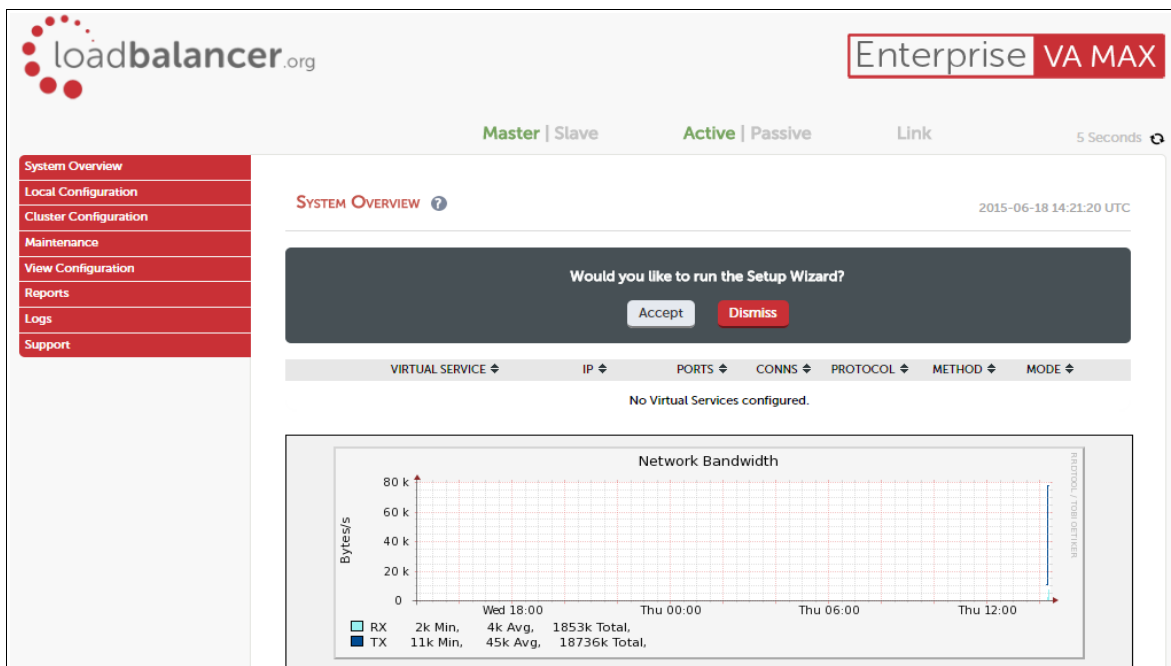 loadbalancer.org
Enterprise VA MAX
Master | Slave Active | Passive Link 5 Seconds
System Overview
Local Configuration
Cluster Configuration
Maintenance
View Configuration
Reports
Logs
Support
SYSTEM OVERVIEW ?
2015-06-18 14:21:20 UTC
Would you like to run the Setup Wizard?
Accept Dismiss
VIRTUAL SERVICE IP PORTS CONNS PROTOCOL METHOD MODE
No Virtual Services configured.
Network Bandwidth
RRDTOOL / TOBI OETIKER
Bytes/s
80 k
60 k
40 k
20 k
0
Wed 18:00 Thu 00:00 Thu 06:00 Thu 12:00
RX 2k Min, 4k Avg, 1853k Total,
TX 11k Min, 45k Avg, 18736k Total,